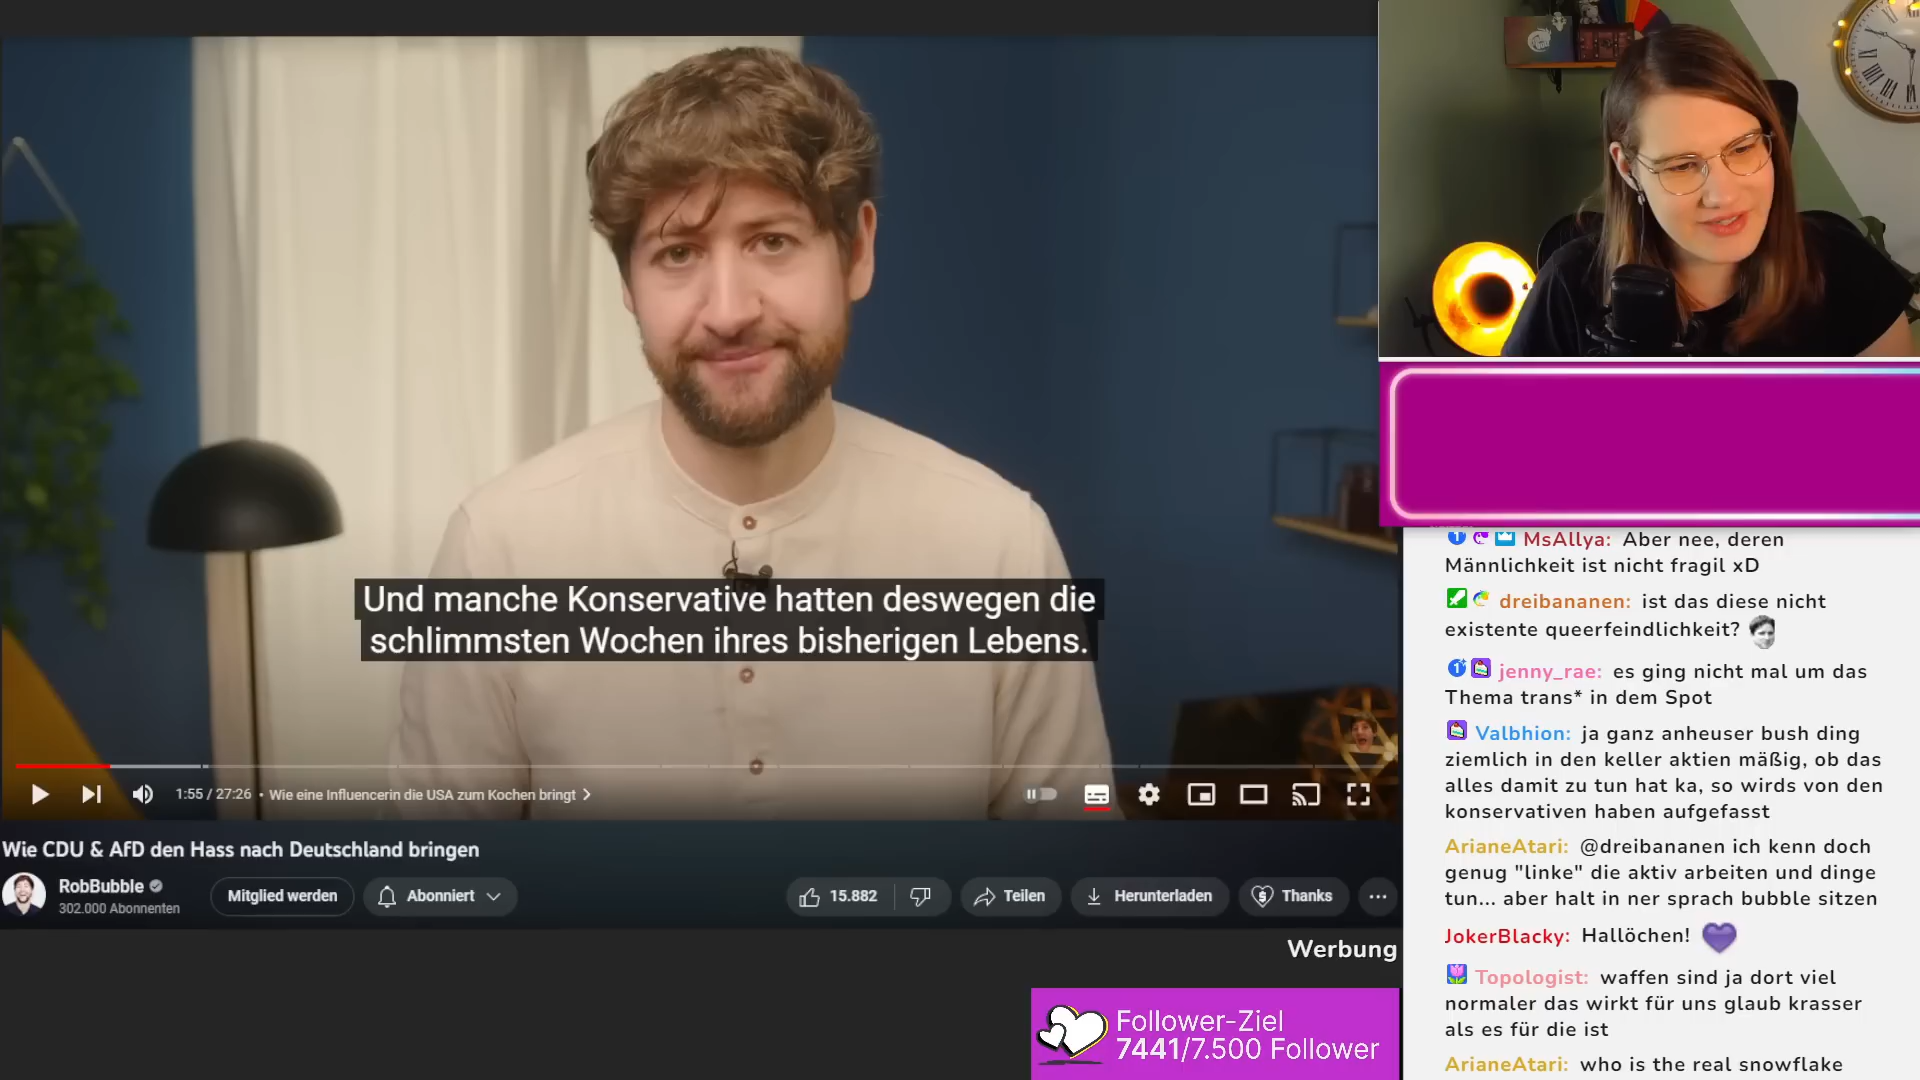 Und manche Konservative hatten deswegen die
schlimmsten Wochen ihres bisherigen Lebens.
1:55 / 27:26 • Wie eine Influencerin die USA zum Kochen bringt
Wie CDU & AfD den Hass nach Deutschland bringen
RobBubble
302.000 Abonnenten
Mitglied werden
Abonniert
15.882
Teilen
Herunterladen
Thanks
Werbung
Follower-Ziel
7441/7.500 Follower
MsAllya: Aber nee, deren
Männlichkeit ist nicht fragil xD
dreibananen: ist das diese nicht
existente queerfeindlichkeit?
jenny_rae: es ging nicht mal um das
Thema trans* in dem Spot
Valbhion: ja ganz anheuser bush ding
ziemlich in den keller aktien mäßig, ob das
alles damit zu tun hat ka, so wirds von den
konservativen haben aufgefasst
ArianeAtari: @dreibananen ich kenn doch
genug "linke" die aktiv arbeiten und dinge
tun... aber halt in ner sprach bubble sitzen
JokerBlacky: Hallöchen!
Topologist: waffen sind ja dort viel
normaler das wirkt für uns glaub krasser
als es für die ist
ArianeAtari: who is the real snowflake